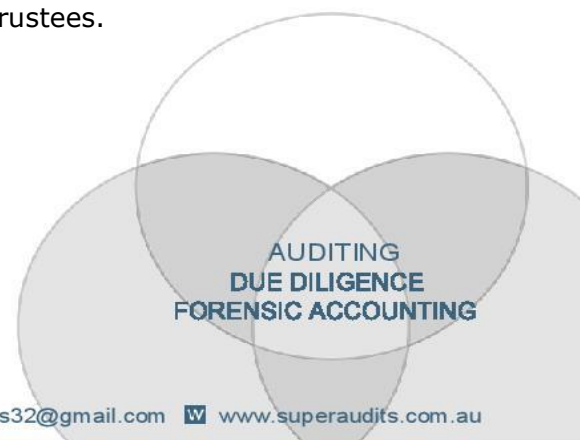 rustees.
AUDITING
DUE DILIGENCE
FORENSIC ACCOUNTING
s32@gmail.com W www.superaudits.com.au